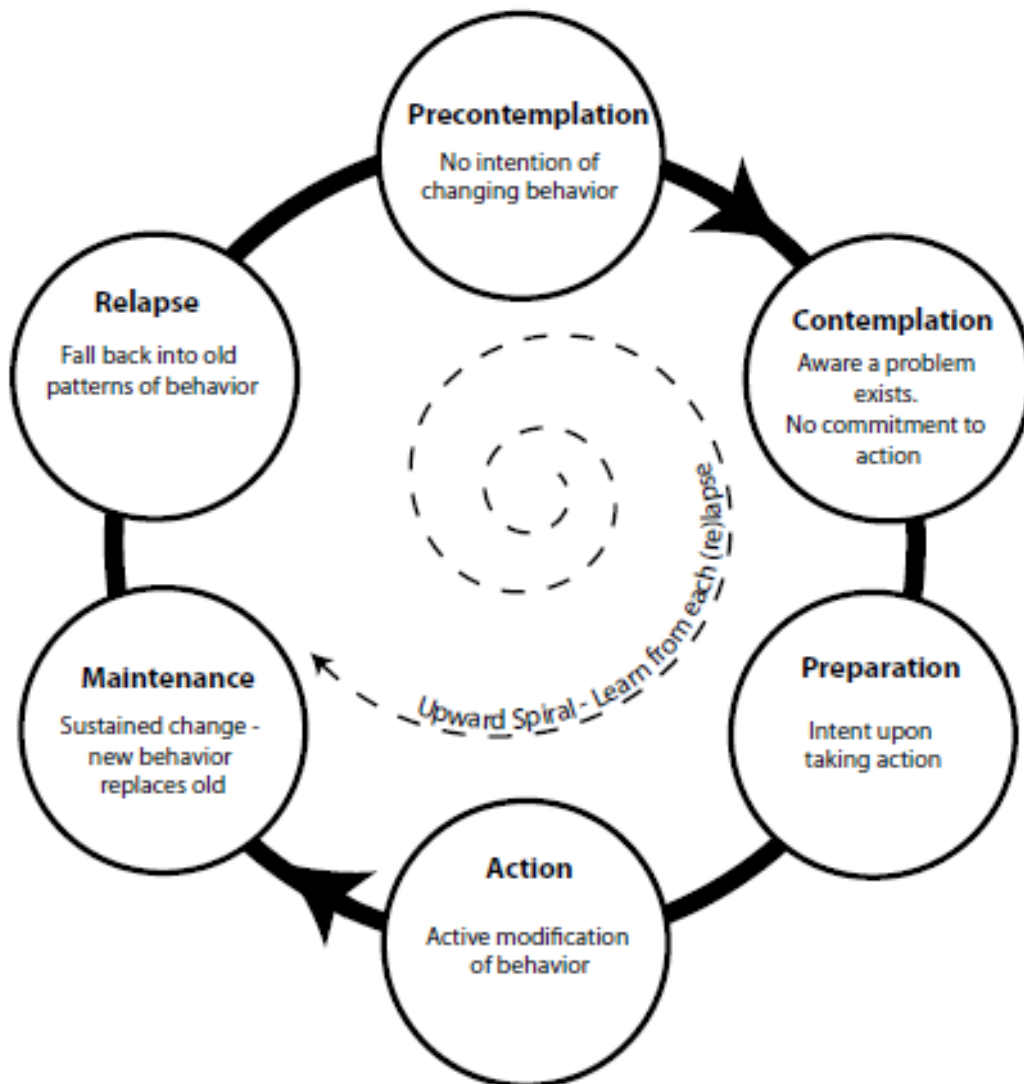 Precontemplation
No intention of
changing behavior
Contemplation
Aware a problem
exists.
No commitment to
action
Preparation
Intent upon
taking action
Action
Active modification
of behavior
Maintenance
Sustained change -
new behavior
replaces old
Relapse
Fall back into old
patterns of behavior
Upward Spiral - Learn from each (re)lapse